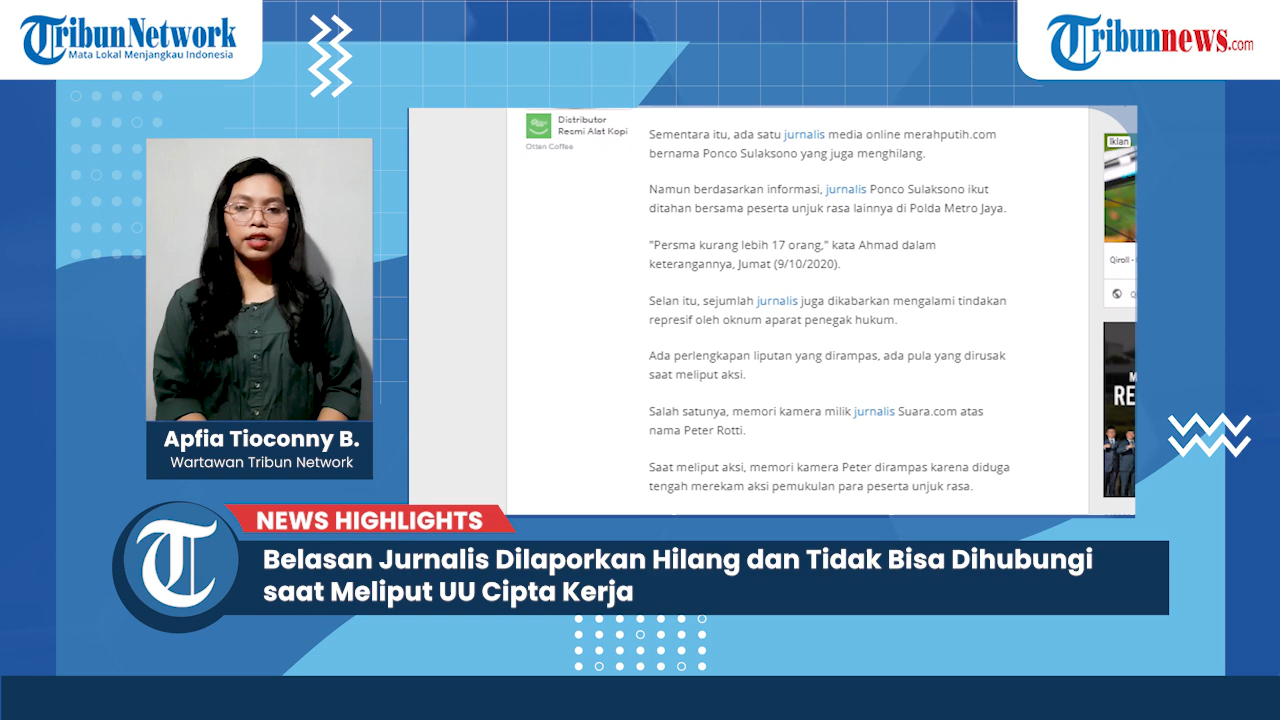 TribunNetwork
Mata Lokal Menjangkau Indonesia
Tribunnews.com
Distributor
Resmi Alat Kopi
Otten Coffee
Sementara itu, ada satu jurnalis media online merahputih.com
bernama Ponco Sulaksono yang juga menghilang.
Namun berdasarkan informasi, jurnalis Ponco Sulaksono ikut
ditahan bersama peserta unjuk rasa lainnya di Polda Metro Jaya.
"Persma kurang lebih 17 orang," kata Ahmad dalam
keterangannya, Jumat (9/10/2020).
Selan itu, sejumlah jurnalis juga dikabarkan mengalami tindakan
represif oleh oknum aparat penegak hukum.
Ada perlengkapan liputan yang dirampas, ada pula yang dirusak
saat meliput aksi.
Salah satunya, memori kamera milik jurnalis Suara.com atas
nama Peter Rotti.
Saat meliput aksi, memori kamera Peter dirampas karena diduga
tengah merekam aksi pemukulan para peserta unjuk rasa.
Iklan
Qiroll -
M
RE
Apfia Tioconny B.
Wartawan Tribun Network
NEWS HIGHLIGHTS
T
Belasan Jurnalis Dilaporkan Hilang dan Tidak Bisa Dihubungi
saat Meliput UU Cipta Kerja